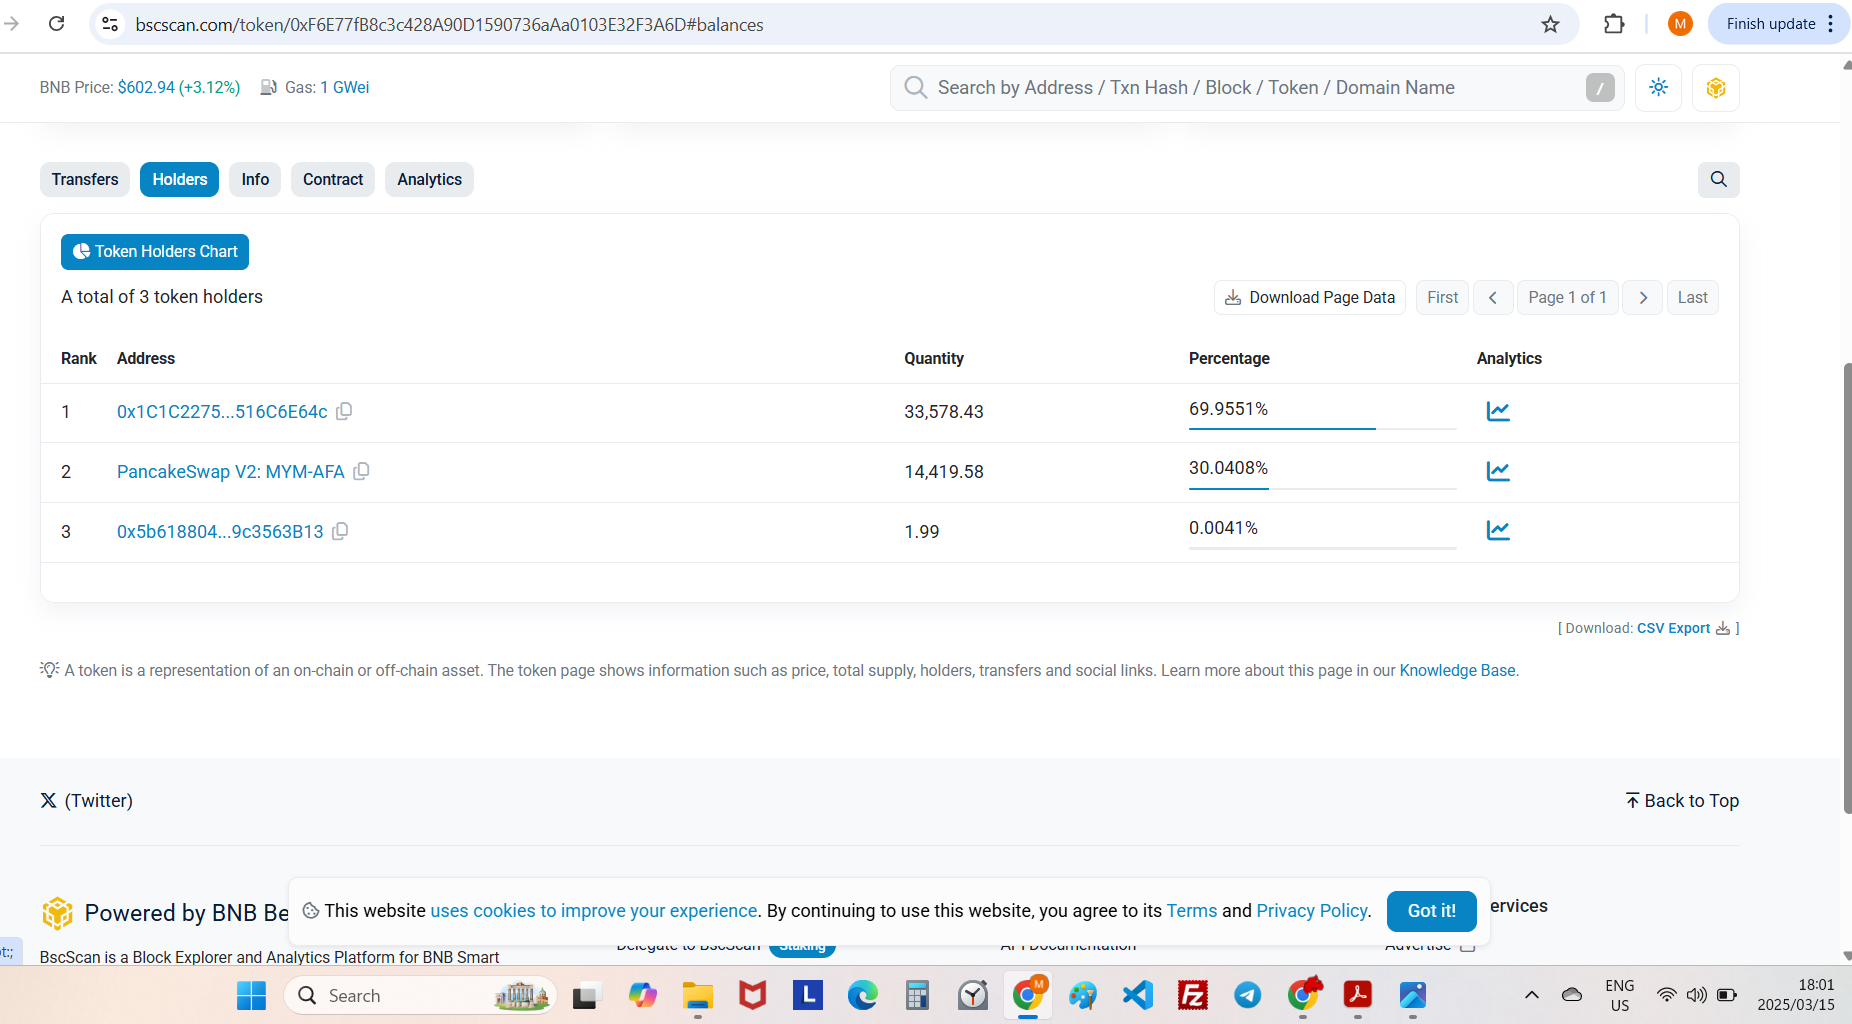 bscscan.com/token/0xF6E77fB8c3c428A90D1590736aAa0103E32F3A6D#balances
M
Finish update
BNB Price: $602.94 (+3.12%)
Gas: 1 GWei
Search by Address / Txn Hash / Block / Token / Domain Name
/
Transfers
Holders
Info
Contract
Analytics
Token Holders Chart
A total of 3 token holders
Download Page Data
First
Page 1 of 1
Last
Rank Address Quantity Percentage Analytics
1 0x1C1C2275...516C6E64c 33,578.43 69.9551%
2 PancakeSwap V2: MYM-AFA 14,419.58 30.0408%
3 0x5b618804...9c3563B13 1.99 0.0041%
[ Download: CSV Export ]
A token is a representation of an on-chain or off-chain asset. The token page shows information such as price, total supply, holders, transfers and social links. Learn more about this page in our Knowledge Base.
X (Twitter)
Back to Top
Powered by BNB Be
This website uses cookies to improve your experience. By continuing to use this website, you agree to its Terms and Privacy Policy.
Got it!
ervices
t:;
BscScan is a Block Explorer and Analytics Platform for BNB Smart
Delegate to BscScan
Staking
API Documentation
Advertise
Search
L
M
Fz
ENG
US
18:01
2025/03/15